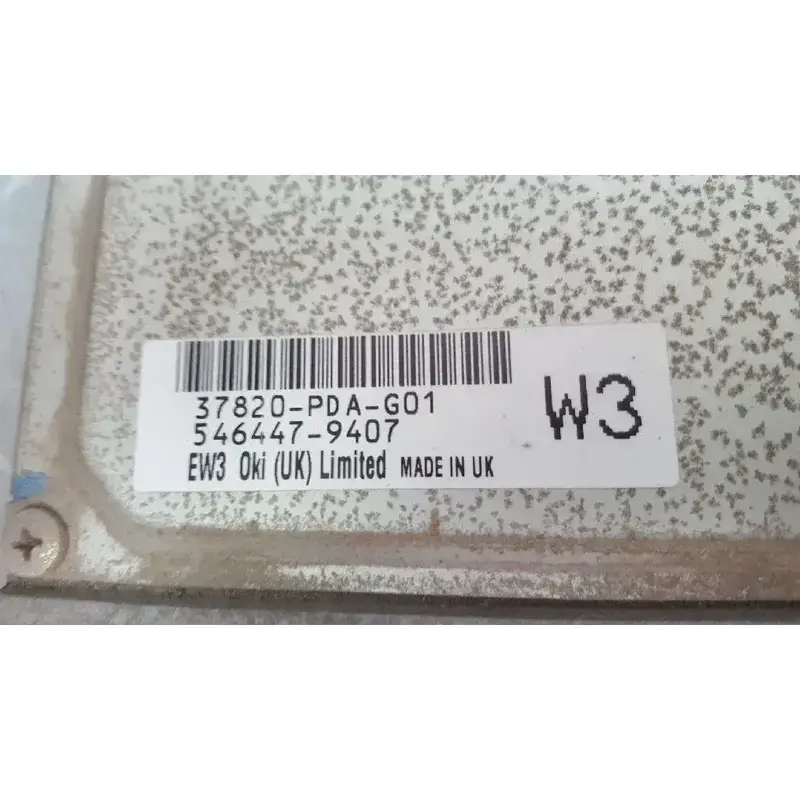 37820-PDA-G01
546447-9407
EW3 Oki (UK) Limited MADE IN UK
W3